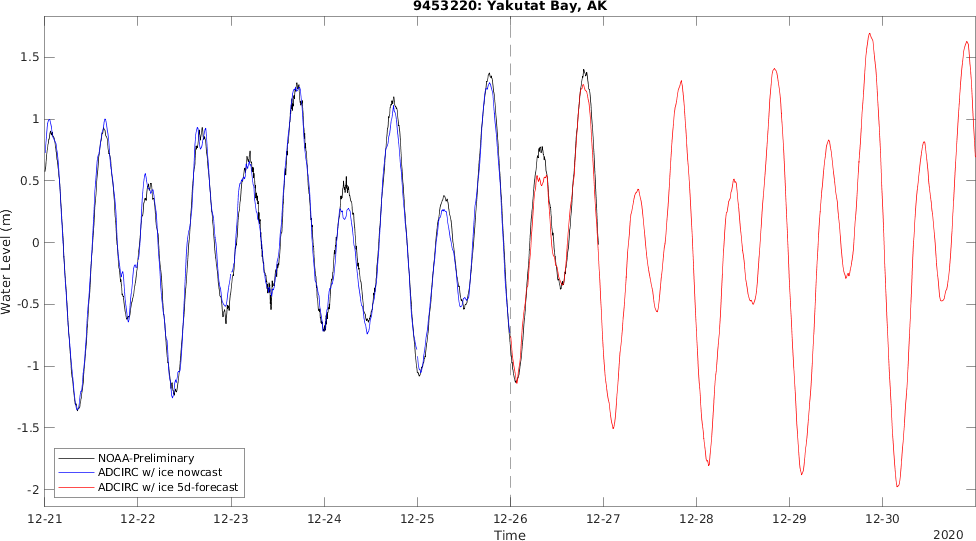 9453220: Yakutat Bay, AK
Water Level (m)
1.5
1
0.5
0
-0.5
-1
-1.5
-2
NOAA-Preliminary
ADCIRC w/ ice nowcast
ADCIRC w/ ice 5d-forecast
12-21 12-22 12-23 12-24 12-25 12-26 12-27 12-28 12-29 12-30
Time
2020